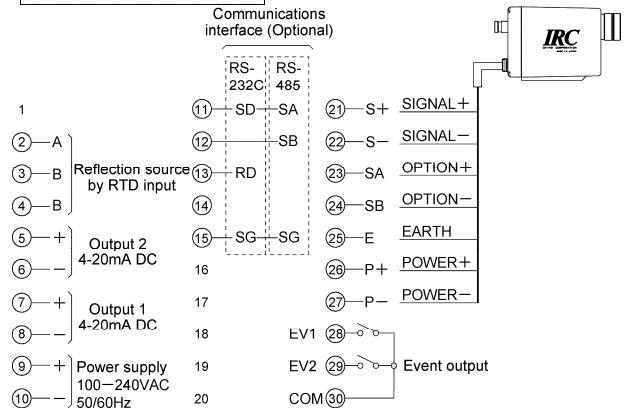 Communications
interface (Optional)
RS-232C RS-485
IRC
1 11 SD SA 21 S+ SIGNAL+
2 A 12 SB 22 S− SIGNAL−
3 B Reflection source by RTD input 13 RD 23 SA OPTION+
4 B 14 24 SB OPTION−
5 + Output 2 4-20mA DC 15 SG SG 25 E EARTH
6 − 16 26 P+ POWER+
7 + Output 1 4-20mA DC 17 27 P− POWER−
8 − 18 EV1 28
9 + Power supply 100−240VAC 50/60Hz 19 EV2 29 Event output
10 − 20 COM 30